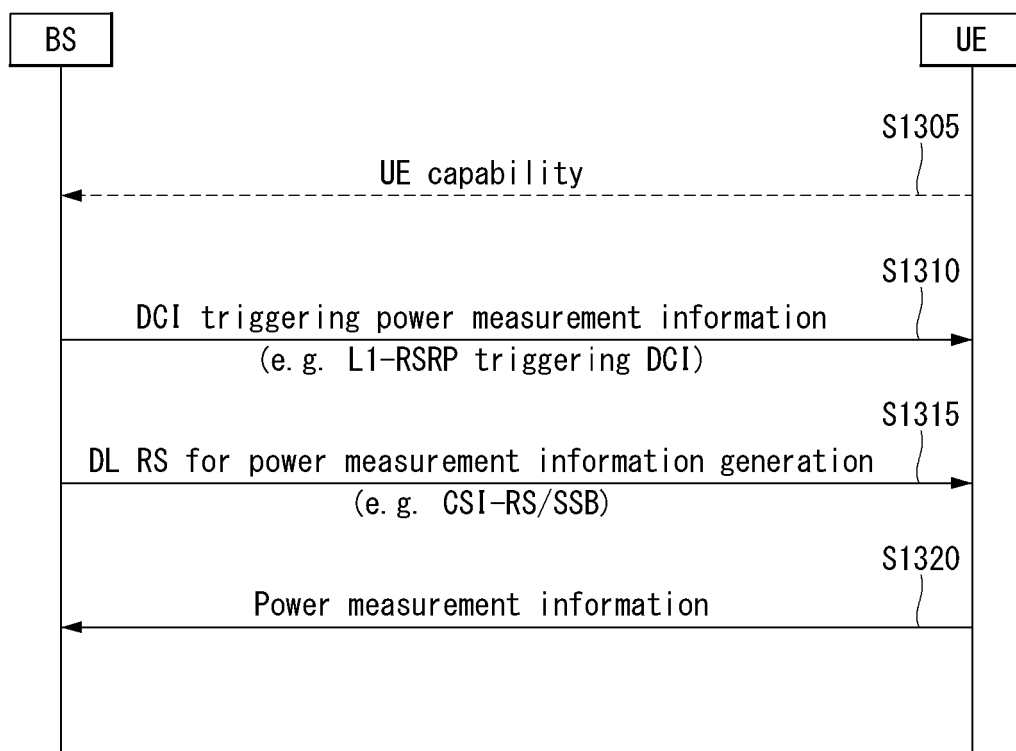 BS
UE
S1305
UE capability
S1310
DCI triggering power measurement information
(e.g. L1-RSRP triggering DCI)
S1315
DL RS for power measurement information generation
(e.g. CSI-RS/SSB)
S1320
Power measurement information